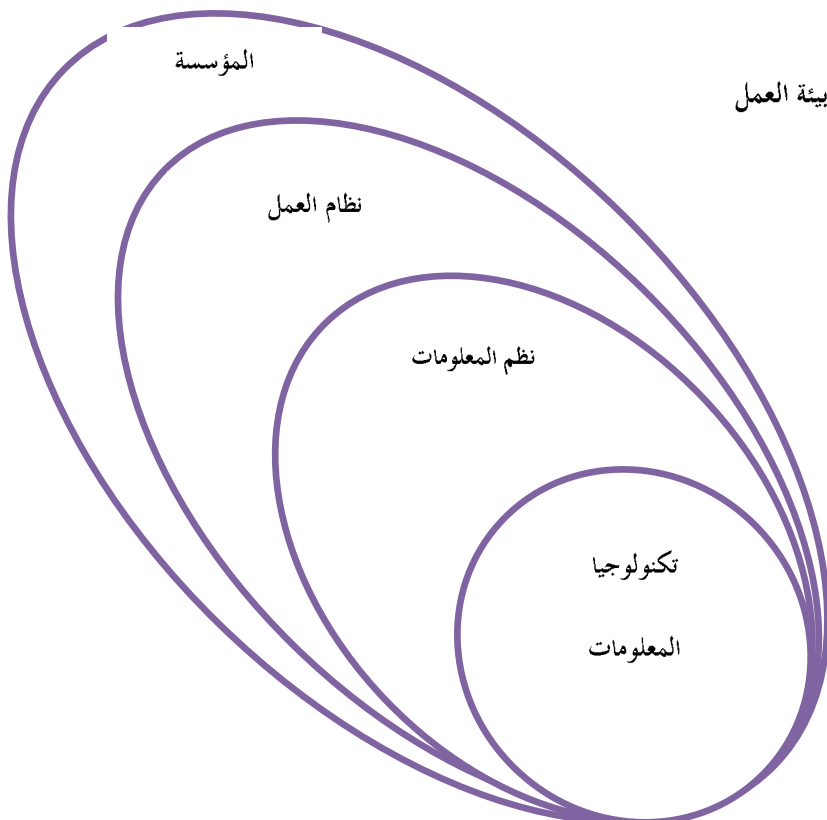 المؤسسة
بيئة العمل
نظام العمل
نظم المعلومات
تكنولوجيا
المعلومات